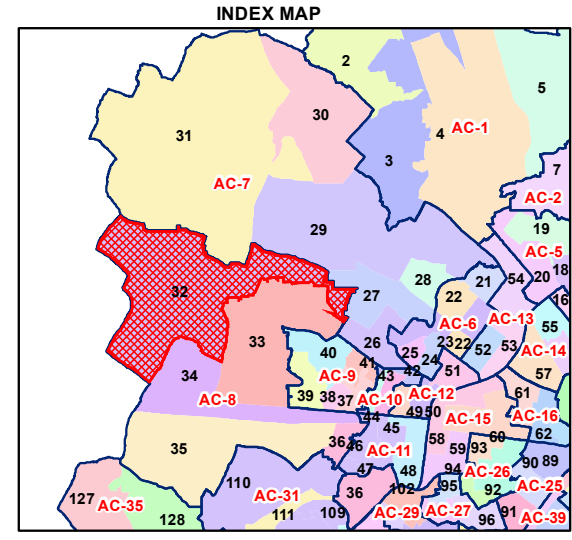 INDEX MAP
2
5
30
31
4 AC-1
3
7
AC-7
AC-2
19
29
AC-5
18
20
54
28
21
32
27
16
22
AC-6
AC-13
55
33
26
23 22
52
53
AC-14
40
25
24
41
42
51
57
34
AC-9
43
61
39 38 37
AC-10
AC-12
AC-8
49 50
AC-15
AC-16
44
45
36
46
58
60
62
35
AC-11
59
93
AC-26
90 89
47
48
94
110
AC-31
36
102
95
92
AC-25
127
AC-35
111
109
AC-29
AC-27
91
AC-39
128
96